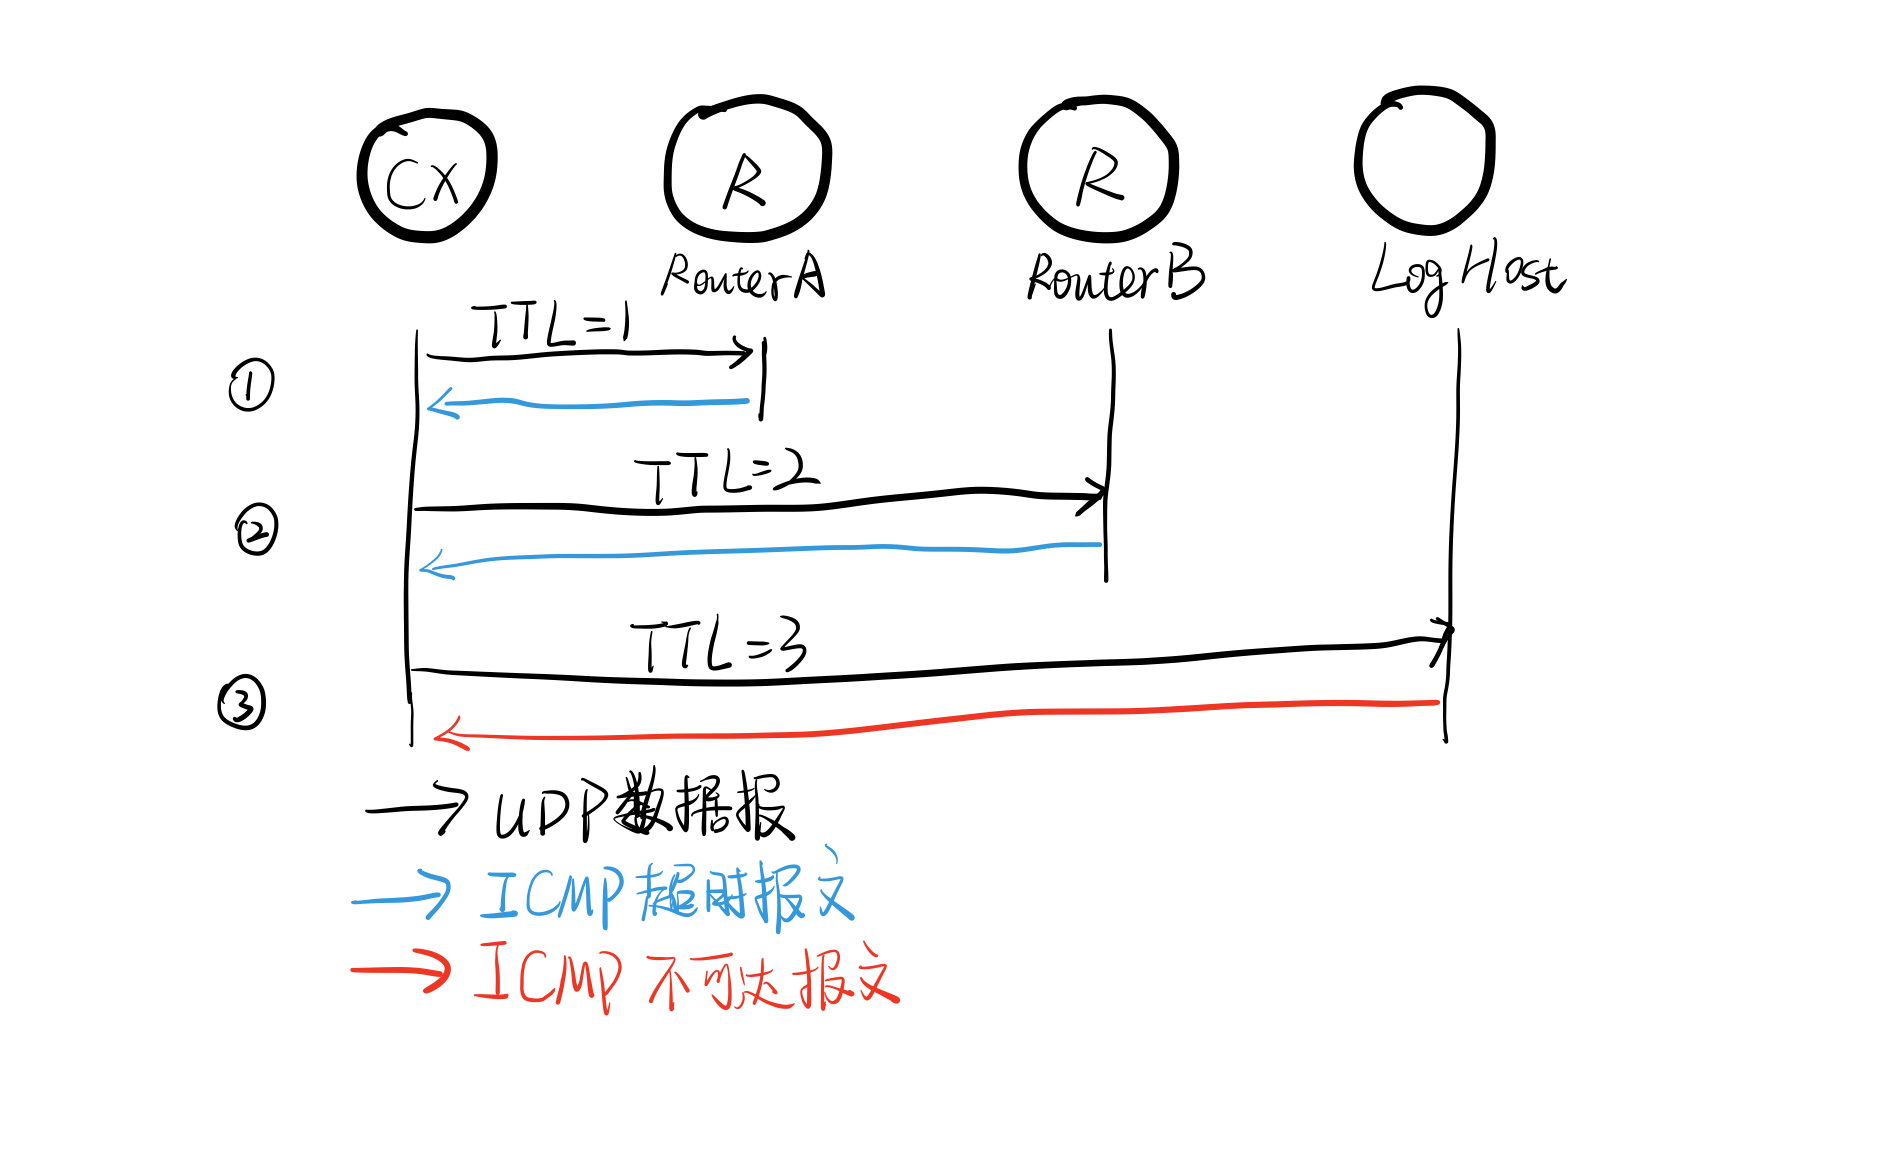 CX
R
R
RouterA
RouterB
LogHost
TTL=1
①
TTL=2
②
TTL=3
③
UDP数据报
ICMP超时报文
ICMP不可达报文